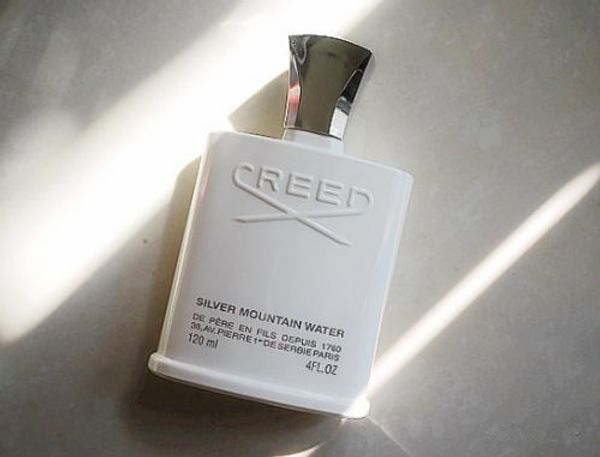 CREED
SILVER MOUNTAIN WATER
DE PÈRE EN FILS DEPUIS 1760
38, AV. PIERRE 1er DE SERBIE PARIS
120 ml
4FL.OZ